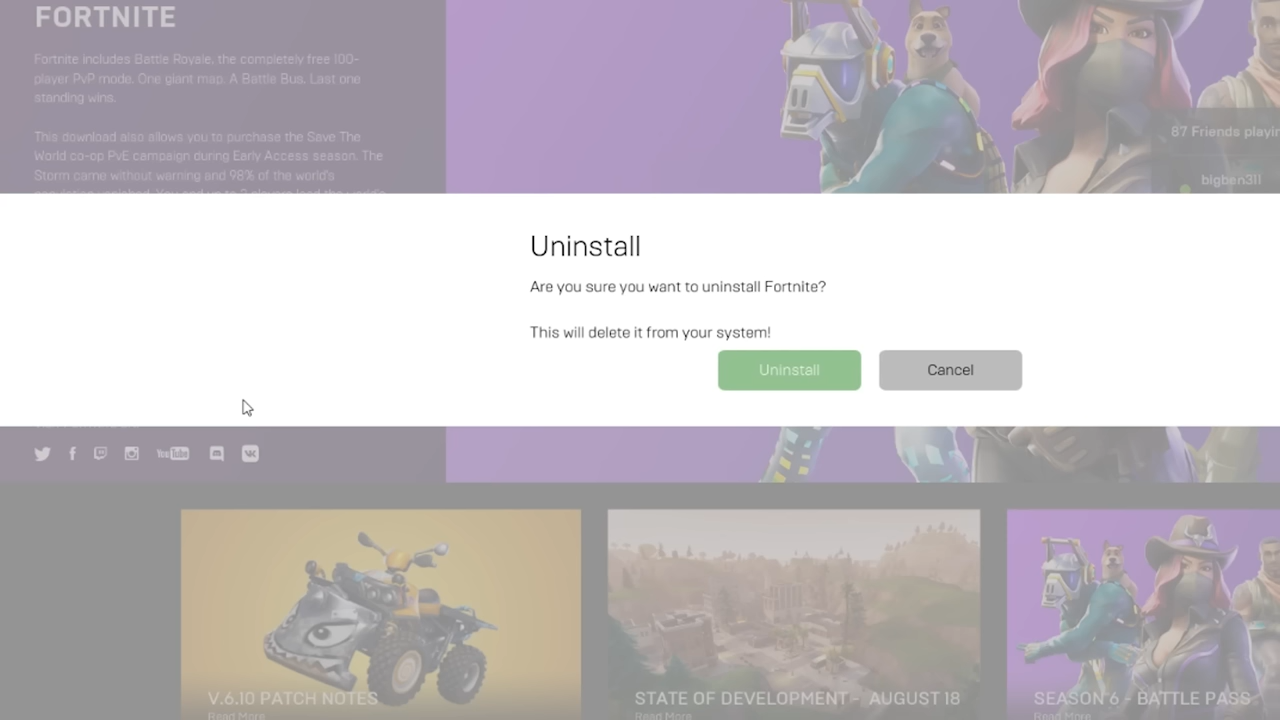 FORTNITE
Fortnite includes Battle Royale, the completely free 100-
player PvP mode. One giant map. A Battle Bus. Last one
standing wins.
This download also allows you to purchase the Save The
World co-op PvE campaign during Early Access season. The
Storm came without warning and 98% of the world's
87 Friends playin
bigben311
Uninstall
Are you sure you want to uninstall Fortnite?
This will delete it from your system!
Uninstall
Cancel
YouTube
V.6.10 PATCH NOTES
Read More
STATE OF DEVELOPMENT - AUGUST 18
Read More
SEASON 6 - BATTLE PASS
Read More